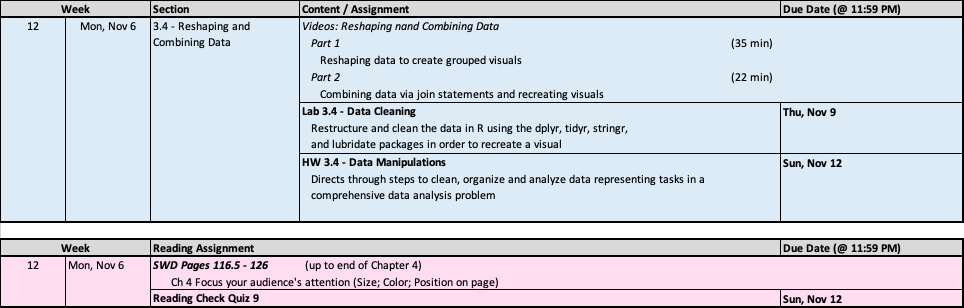 Week Section Content / Assignment Due Date (@ 11:59 PM)
12 Mon, Nov 6 3.4 - Reshaping and Videos: Reshaping nand Combining Data
Combining Data Part 1 (35 min)
Reshaping data to create grouped visuals
Part 2 (22 min)
Combining data via join statements and recreating visuals
Lab 3.4 - Data Cleaning Thu, Nov 9
Restructure and clean the data in R using the dplyr, tidyr, stringr,
and lubridate packages in order to recreate a visual
HW 3.4 - Data Manipulations Sun, Nov 12
Directs through steps to clean, organize and analyze data representing tasks in a
comprehensive data analysis problem
Week Reading Assignment Due Date (@ 11:59 PM)
12 Mon, Nov 6 SWD Pages 116.5 - 126 (up to end of Chapter 4)
Ch 4 Focus your audience's attention (Size; Color; Position on page)
Reading Check Quiz 9 Sun, Nov 12